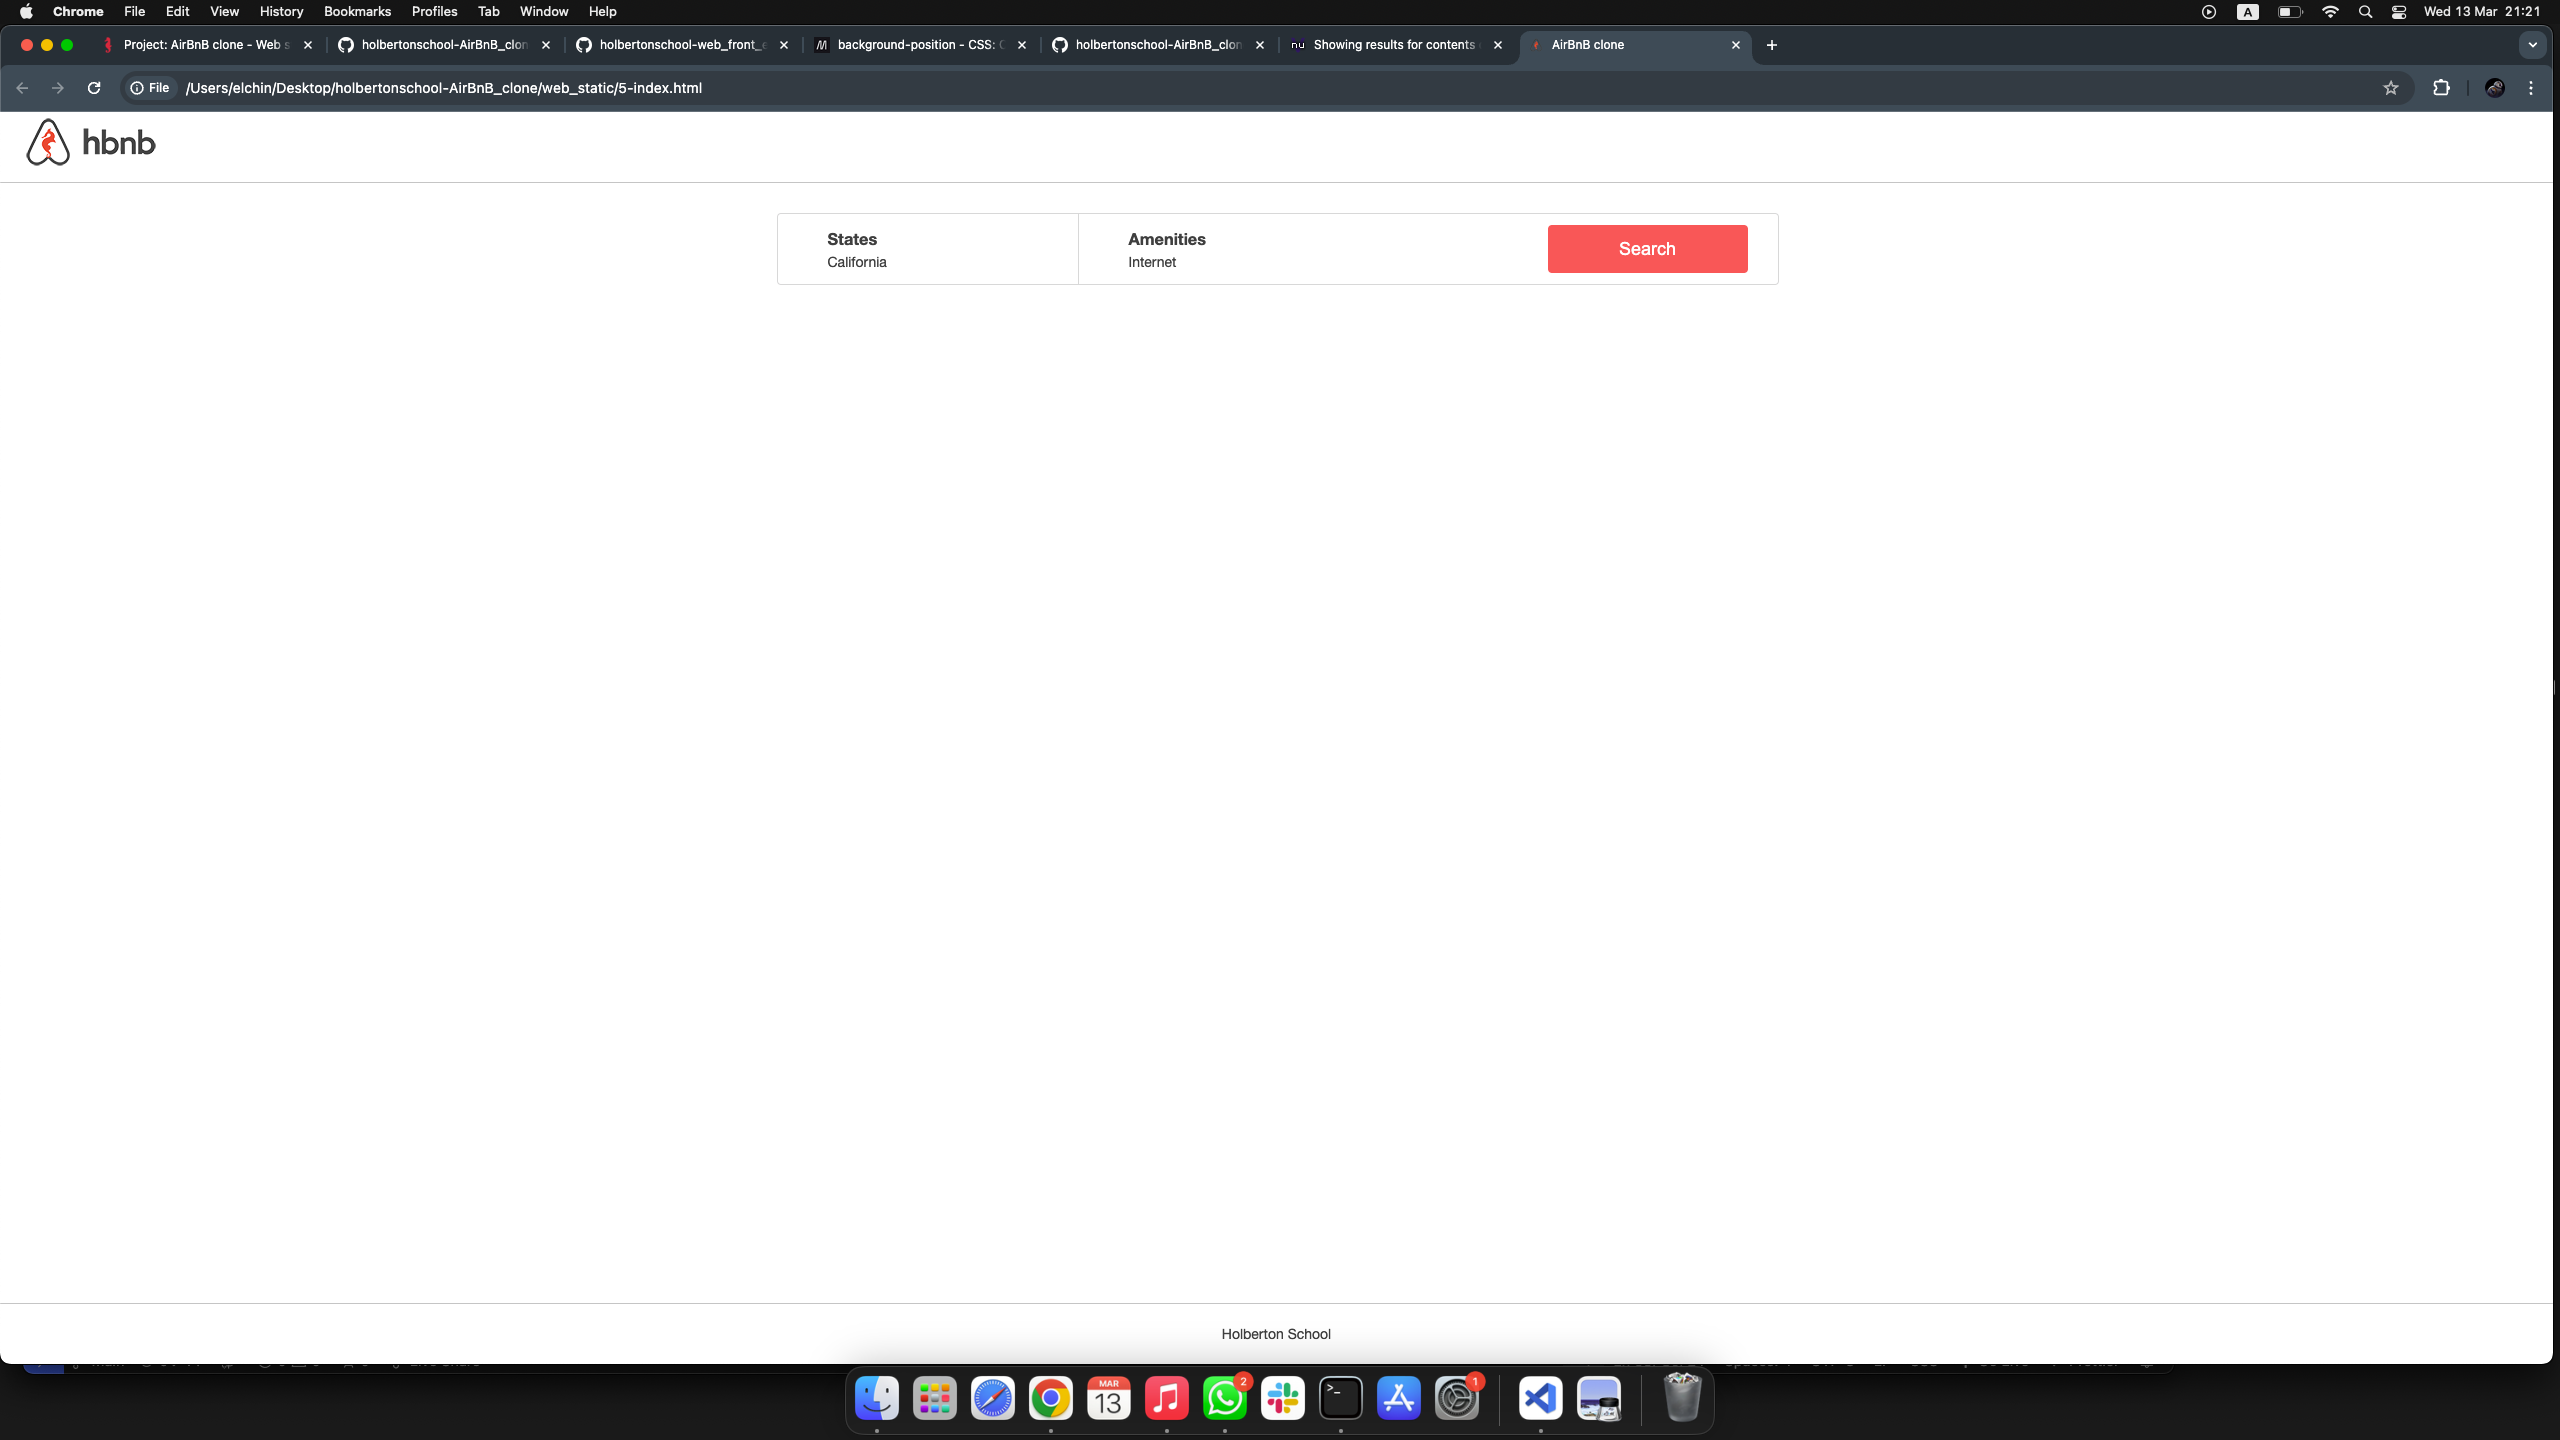 Chrome File Edit View History Bookmarks Profiles Tab Window Help A Wed 13 Mar 21:21
Project: AirBnB clone - Web s holbertonschool-AirBnB_clon holbertonschool-web_front_e background-position - CSS: C holbertonschool-AirBnB_clon nu Showing results for contents AirBnB clone
File /Users/elchin/Desktop/holbertonschool-AirBnB_clone/web_static/5-index.html
hbnb
States Amenities Search
California Internet
Holberton School
MAR 13 2 1